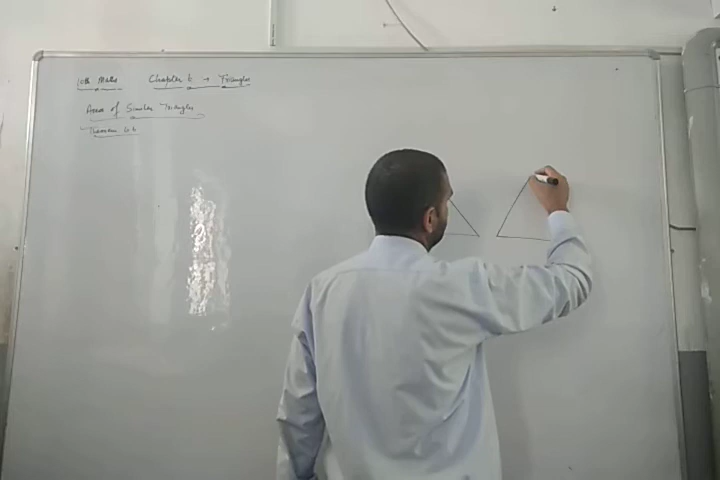 10th Maths Chapter 6 → Triangles
Areas of Similar Triangles
Theorem 6.6